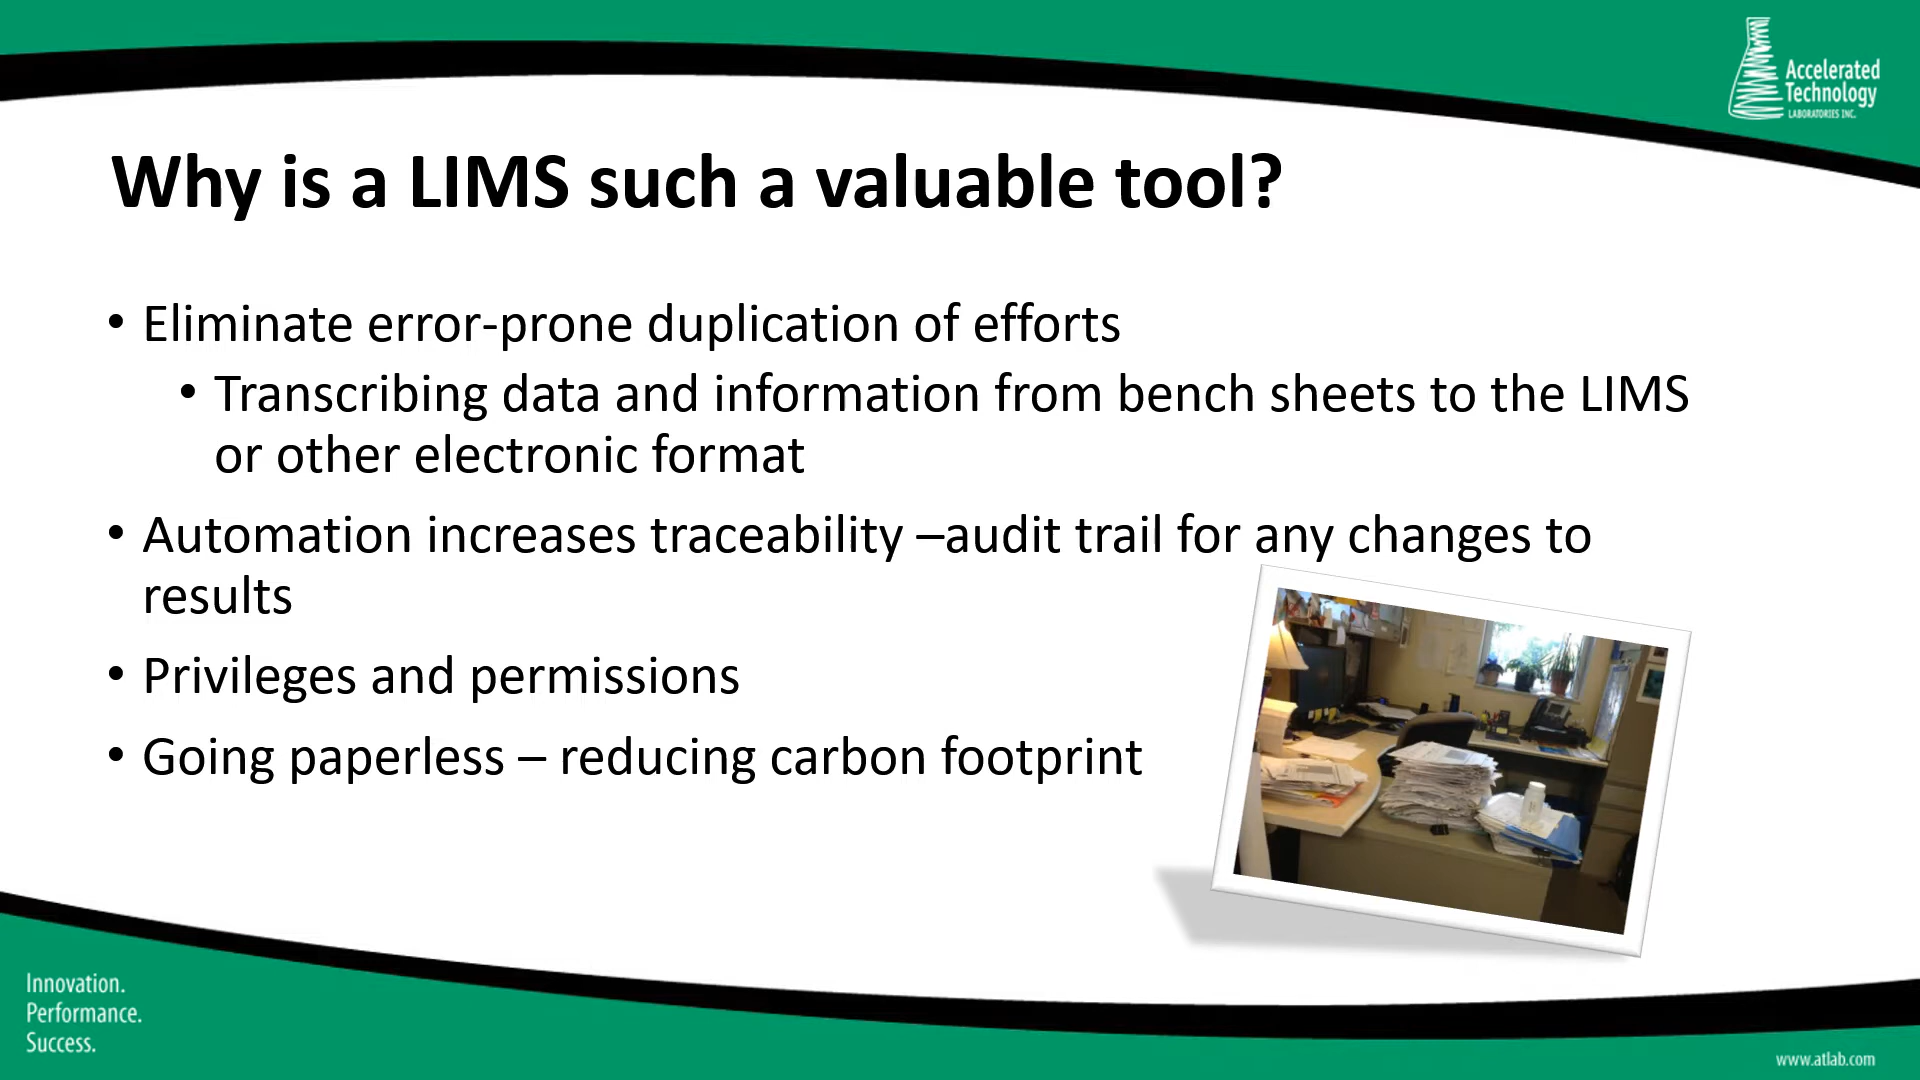 Accelerated
Technology
LABORATORIES INC.
Why is a LIMS such a valuable tool?
• Eliminate error-prone duplication of efforts
• Transcribing data and information from bench sheets to the LIMS
or other electronic format
• Automation increases traceability –audit trail for any changes to
results
• Privileges and permissions
• Going paperless – reducing carbon footprint
Innovation.
Performance.
Success.
www.atlab.com